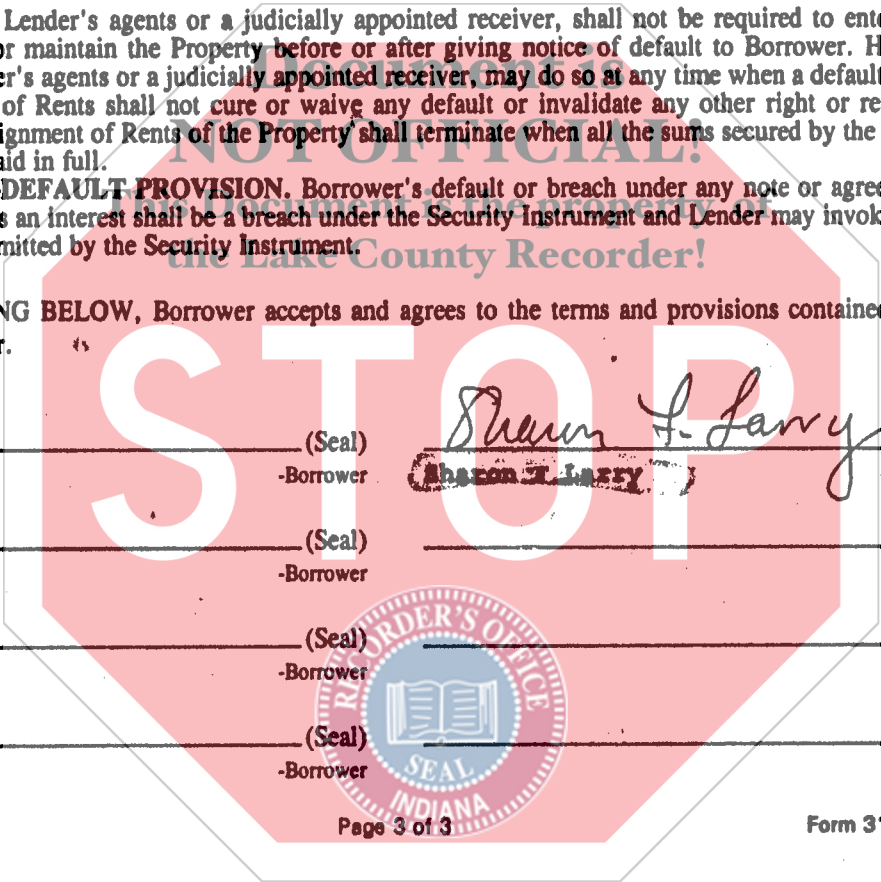 Lender's agents or a judicially appointed receiver, shall not be required to ente
or maintain the Property before or after giving notice of default to Borrower. H
er's agents or a judicially appointed receiver, may do so at any time when a default
of Rents shall not cure or waive any default or invalidate any other right or re
ignment of Rents of the Property shall terminate when all the sums secured by the
aid in full.
DEFAULT PROVISION. Borrower's default or breach under any note or agree
s an interest shall be a breach under the Security Instrument and Lender may invok
mitted by the Security Instrument.
Document is
NOT OFFICIAL!
This Document is the property of
the Lake County Recorder!
NG BELOW, Borrower accepts and agrees to the terms and provisions containe
r.
STOP
(Seal) Sharon F. Larry
-Borrower Sharon F Larry
(Seal)
-Borrower
(Seal)
-Borrower
(Seal)
-Borrower
RECORDER'S OFFICE
SEAL
INDIANA
Page 3 of 3 Form 31